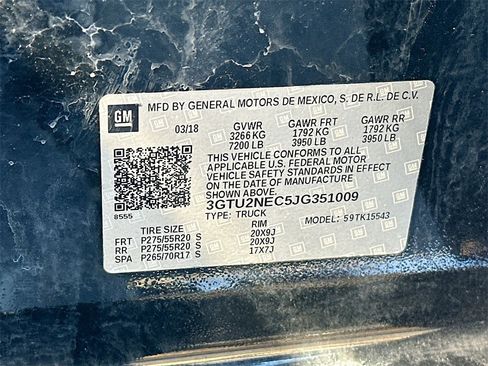 GM
MFD BY GENERAL MOTORS DE MEXICO, S. DE R.L. DE C.V.
03/18 GVWR GAWR FRT GAWR RR
3266 KG 1792 KG 1792 KG
7200 LB 3950 LB 3950 LB
THIS VEHICLE CONFORMS TO ALL
APPLICABLE U.S. FEDERAL MOTOR
VEHICLE SAFETY STANDARDS IN EFFECT
ON THE DATE OF MANUFACTURE
SHOWN ABOVE.
3GTU2NEC5JG351009
8555
TYPE: TRUCK MODEL: 59TK15543
TIRE SIZE RIM
FRT P275/55R20 S 20X9J
RR P275/55R20 S 20X9J
SPA P265/70R17 S 17X7J